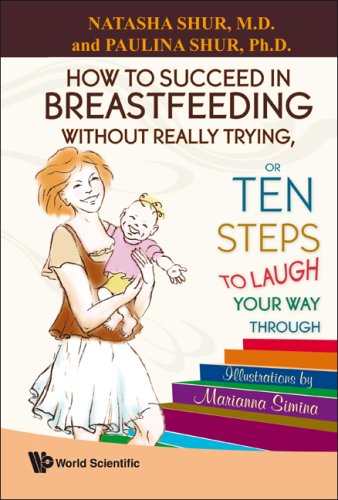 NATASHA SHUR, M.D.
and PAULINA SHUR, Ph.D.
HOW TO SUCCEED IN
BREASTFEEDING
WITHOUT REALLY TRYING,
OR
TEN
STEPS
TO LAUGH
YOUR WAY
THROUGH
Illustrations by
Marianna Simina
World Scientific